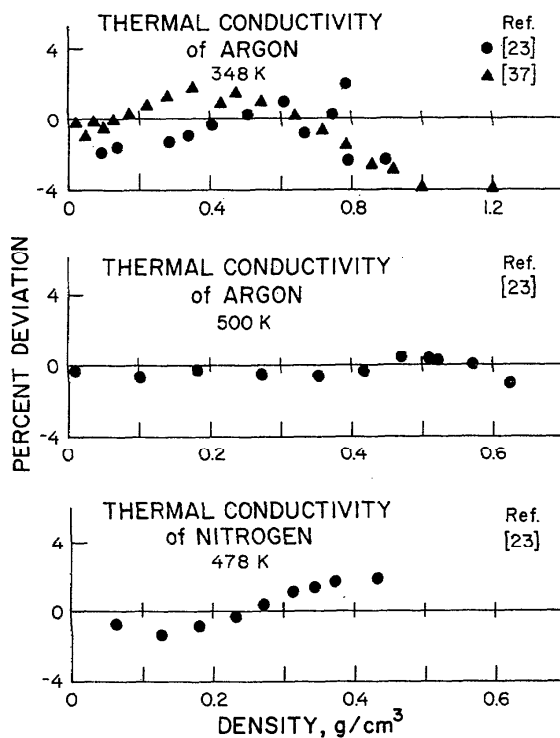 THERMAL CONDUCTIVITY
of ARGON
348 K
Ref.
[23]
[37]
4
0
-4
0 0.4 0.8 1.2
PERCENT DEVIATION
THERMAL CONDUCTIVITY
of ARGON
500 K
Ref.
[23]
4
0
-4
0 0.2 0.4 0.6
THERMAL CONDUCTIVITY
of NITROGEN
478 K
Ref.
[23]
4
0
-4
0 0.2 0.4 0.6
DENSITY, g/cm³